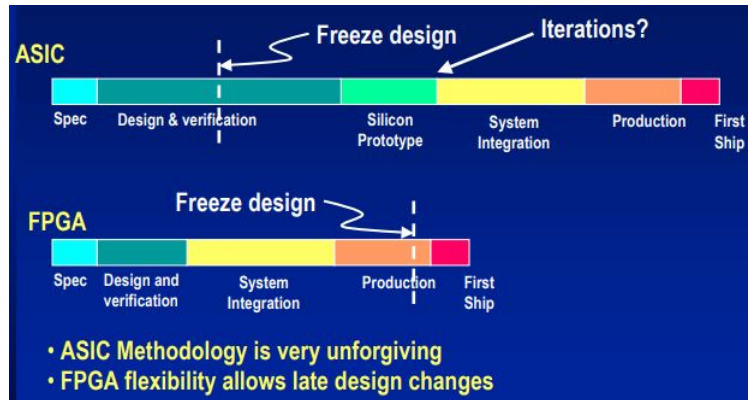 Freeze design
Iterations?
ASIC
Spec
Design & verification
Silicon
Prototype
System
Integration
Production
First
Ship
Freeze design
FPGA
Spec
Design and
verification
System
Integration
Production
First
Ship
• ASIC Methodology is very unforgiving
• FPGA flexibility allows late design changes